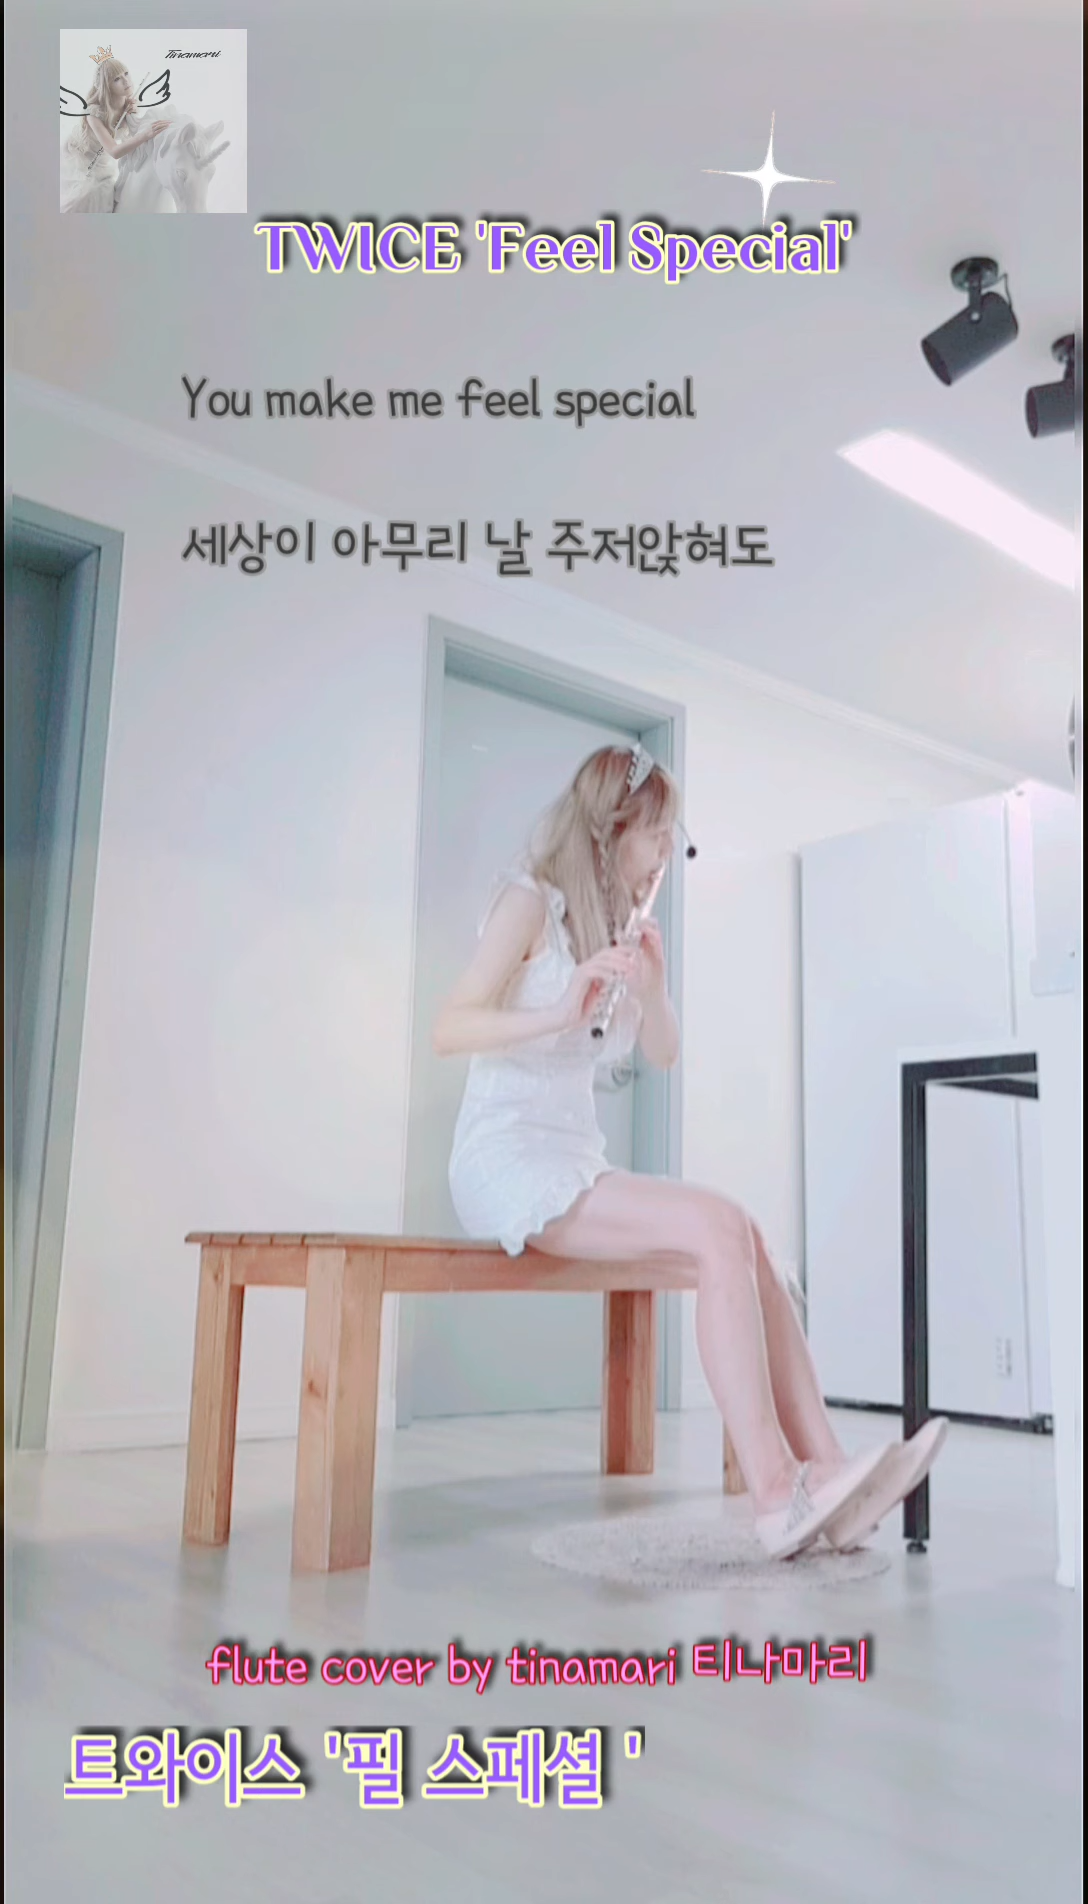 Tinamari
TWICE 'Feel Special'
You make me feel special
세상이 아무리 날 주저앉혀도
flute cover by tinamari 티나마리
트와이스 '필 스페셜 '